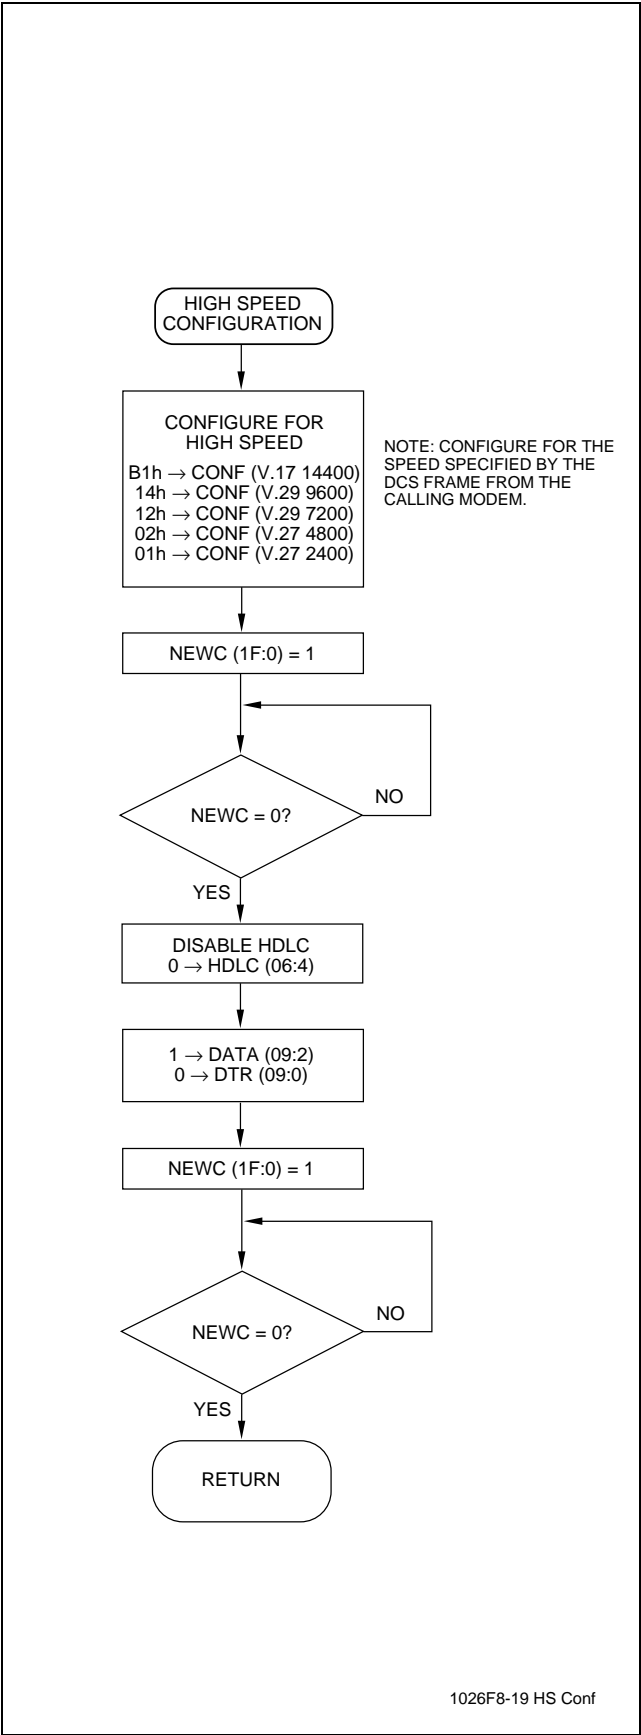 HIGH SPEED
CONFIGURATION
CONFIGURE FOR
HIGH SPEED
B1h → CONF (V.17 14400)
14h → CONF (V.29 9600)
12h → CONF (V.29 7200)
02h → CONF (V.27 4800)
01h → CONF (V.27 2400)
NOTE: CONFIGURE FOR THE
SPEED SPECIFIED BY THE
DCS FRAME FROM THE
CALLING MODEM.
NEWC (1F:0) = 1
NEWC = 0?
NO
YES
DISABLE HDLC
0 → HDLC (06:4)
1 → DATA (09:2)
0 → DTR (09:0)
NEWC (1F:0) = 1
NEWC = 0?
NO
YES
RETURN
1026F8-19 HS Conf